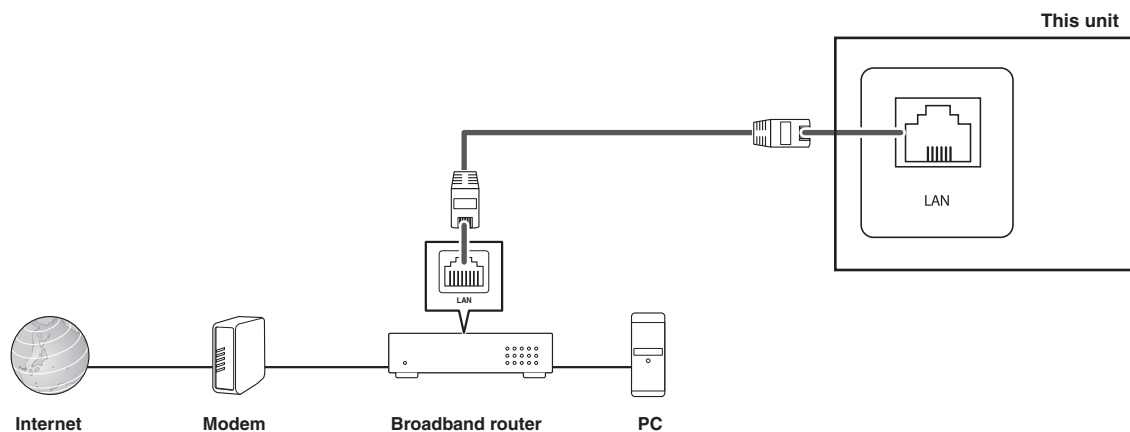 This unit
LAN
LAN
Internet
Modem
Broadband router
PC